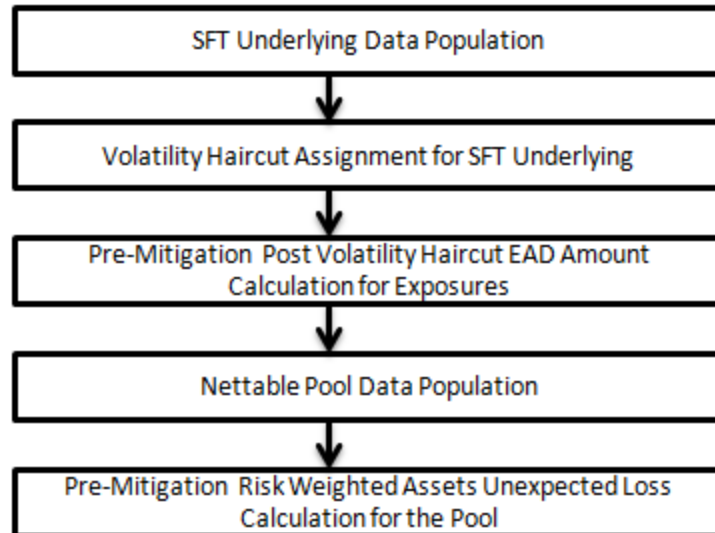 SFT Underlying Data Population
Volatility Haircut Assignment for SFT Underlying
Pre-Mitigation Post Volatility Haircut EAD Amount
Calculation for Exposures
Nettable Pool Data Population
Pre-Mitigation Risk Weighted Assets Unexpected Loss
Calculation for the Pool